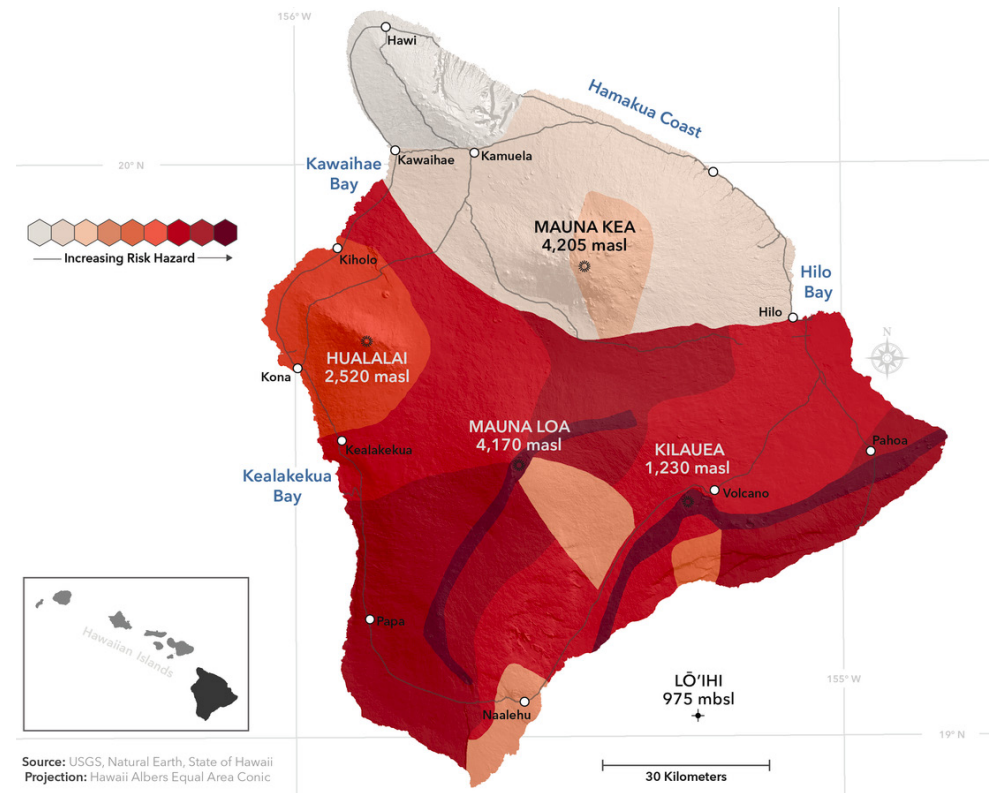 156° W
Hawi
Hamakua Coast
20° N
Kawaihae
Kamuela
Kawaihae
Bay
MAUNA KEA
4,205 masl
Increasing Risk Hazard
Kiholo
Hilo
Bay
Hilo
N
HUALALAI
2,520 masl
Kona
MAUNA LOA
4,170 masl
Kealakekua
Pahoa
KILAUEA
1,230 masl
Kealakekua
Bay
Volcano
Papa
Hawaiian Islands
LŌ'IHI
975 mbsl
155° W
Naalehu
19° N
Source: USGS, Natural Earth, State of Hawaii
Projection: Hawaii Albers Equal Area Conic
30 Kilometers